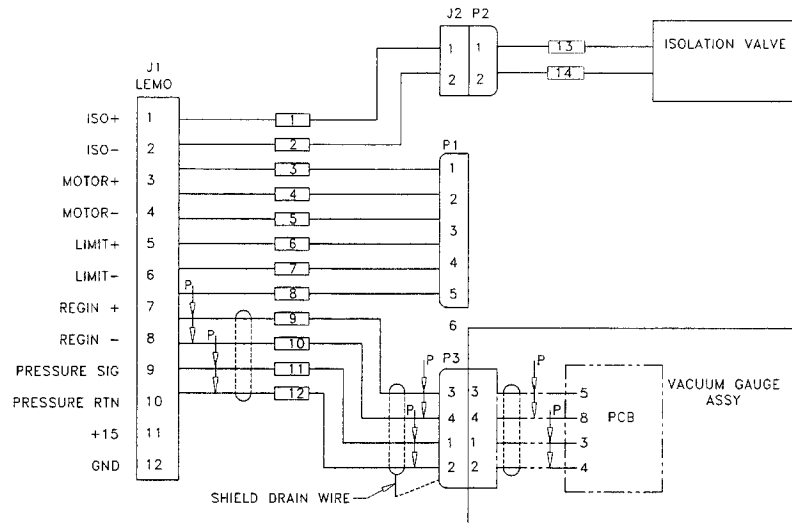 J2 P2
1 1 13 ISOLATION VALVE
2 2 14
J1
LEMO
ISO+ 1 1
ISO- 2 2
MOTOR+ 3 3
MOTOR- 4 4
LIMIT+ 5 5
LIMIT- 6 6
REGIN + 7 7
REGIN - 8 8
PRESSURE SIG 9 9
PRESSURE RTN 10 10
+15 11 11
GND 12 12
P1
1
2
3
4
5
6
P P
P3
P P
P P
3 3 5
4 4 8
1 1 3
2 2 4
PCB
VACUUM GAUGE
ASSY
SHIELD DRAIN WIRE